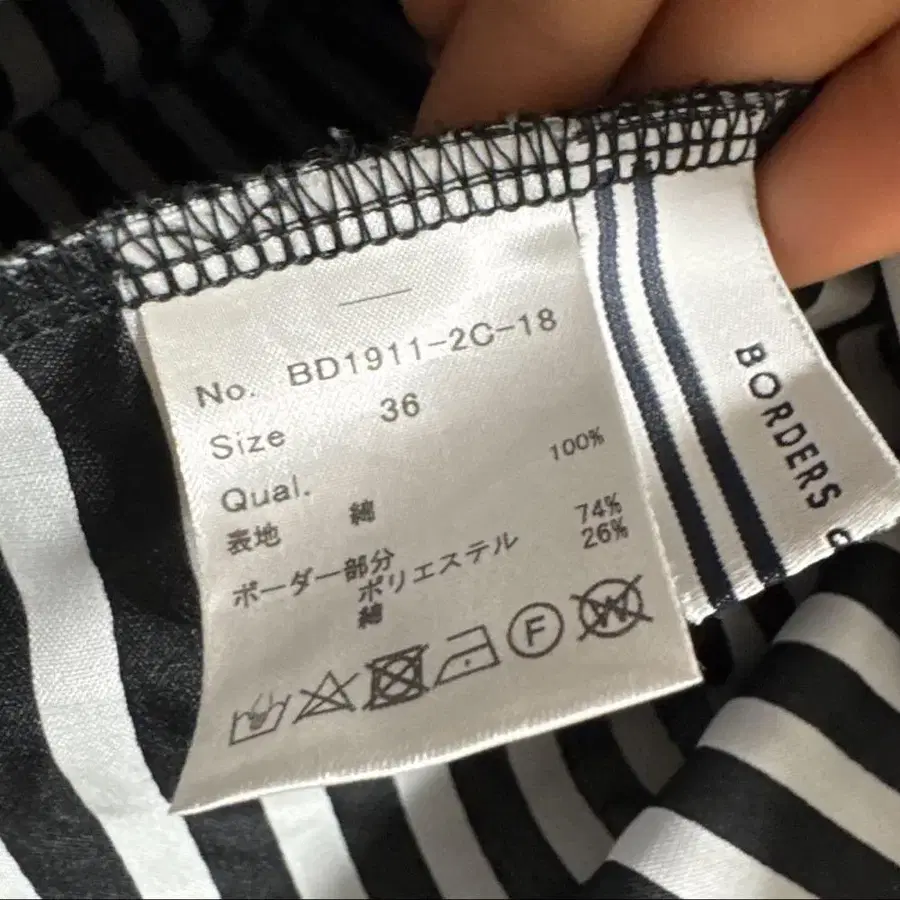 No. BD1911-2C-18
Size 36
Qual.
表地 綿 100%
ボーダー部分
ポリエステル 74%
綿 26%
F
W
BORDERS